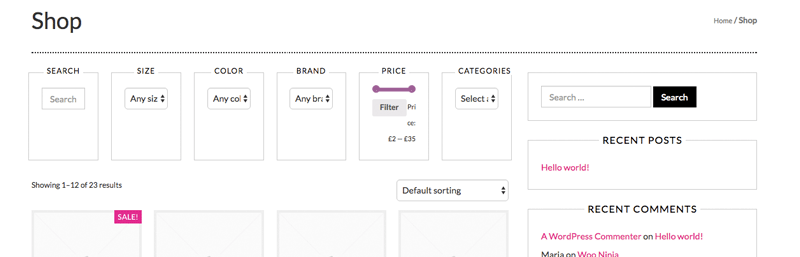 Shop
Home / Shop
SEARCH
SIZE
COLOR
BRAND
PRICE
CATEGORIES
Search
Any siz
Any col
Any bra
Filter
Pri
ce:
£2 — £35
Select a
Search ...
Search
RECENT POSTS
Hello world!
Showing 1–12 of 23 results
Default sorting
RECENT COMMENTS
SALE!
A WordPress Commenter on Hello world!
Maria on Woo Ninja